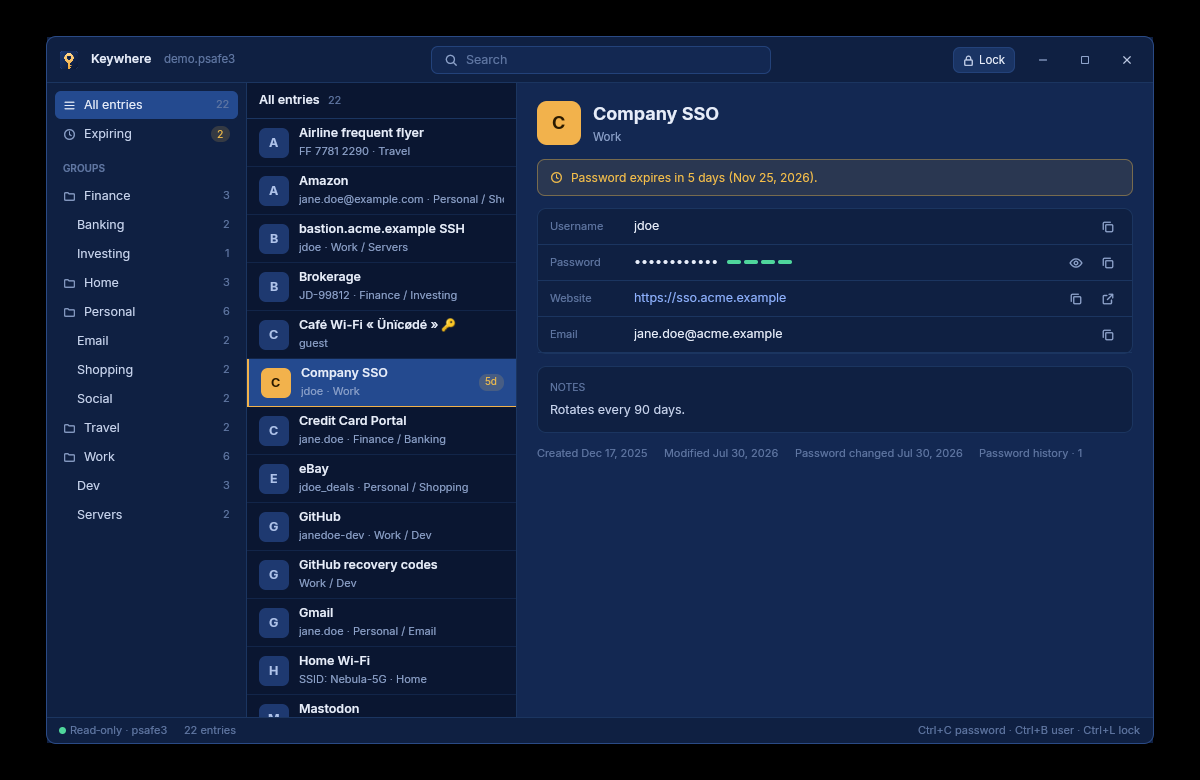 Keywhere demo.psafe3
Search
Lock
All entries 22
Expiring 2
GROUPS
Finance 3
Banking 2
Investing 1
Home 3
Personal 6
Email 2
Shopping 2
Social 2
Travel 2
Work 6
Dev 3
Servers 2
All entries 22
A
Airline frequent flyer
FF 7781 2290 · Travel
A
Amazon
jane.doe@example.com · Personal / Sho
B
bastion.acme.example SSH
jdoe · Work / Servers
B
Brokerage
JD-99812 · Finance / Investing
C
Café Wi-Fi « Ünïcødé » 🔑
guest
C
Company SSO
jdoe · Work
5d
C
Credit Card Portal
jane.doe · Finance / Banking
E
eBay
jdoe_deals · Personal / Shopping
G
GitHub
janedoe-dev · Work / Dev
G
GitHub recovery codes
Work / Dev
G
Gmail
jane.doe · Personal / Email
H
Home Wi-Fi
SSID: Nebula-5G · Home
M
Mastodon
C
Company SSO
Work
Password expires in 5 days (Nov 25, 2026).
Username jdoe
Password ••••••••••••
Website https://sso.acme.example
Email jane.doe@acme.example
NOTES
Rotates every 90 days.
Created Dec 17, 2025 Modified Jul 30, 2026 Password changed Jul 30, 2026 Password history · 1
Read-only · psafe3 22 entries
Ctrl+C password · Ctrl+B user · Ctrl+L lock